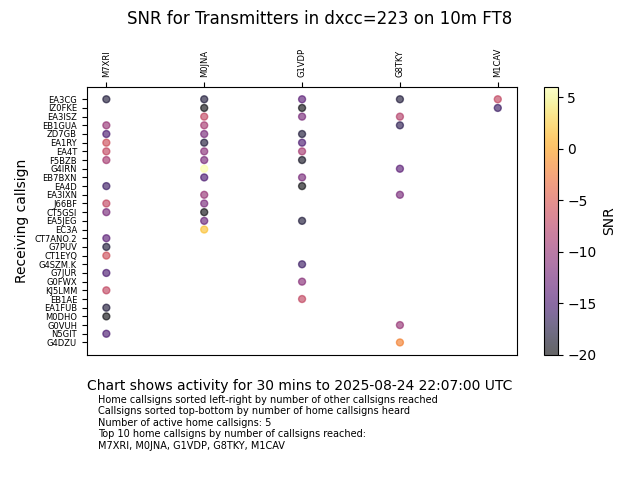 SNR for Transmitters in dxcc=223 on 10m FT8
M7XRI M0JNA G1VDP G8TKY M1CAV
Receiving callsign
EA3CG
IZ0FKE
EA3ISZ
EB1GUA
ZD7GB
EA1RY
EA4T
F5BZB
G4IRN
EB7BXN
EA4D
EA3IXN
J66BF
CT5GSI
EA5JEG
EC3A
CT7ANO.2
G7PUV
CT1EYQ
G4SZM.K
G7JUR
G0FWX
KJ5LMM
EB1AE
EA1FUB
M0DHO
G0VUH
N5GIT
G4DZU
5
0
−5
−10
−15
−20
SNR
Chart shows activity for 30 mins to 2025-08-24 22:07:00 UTC
Home callsigns sorted left-right by number of other callsigns reached
Callsigns sorted top-bottom by number of home callsigns heard
Number of active home callsigns: 5
Top 10 home callsigns by number of callsigns reached:
M7XRI, M0JNA, G1VDP, G8TKY, M1CAV